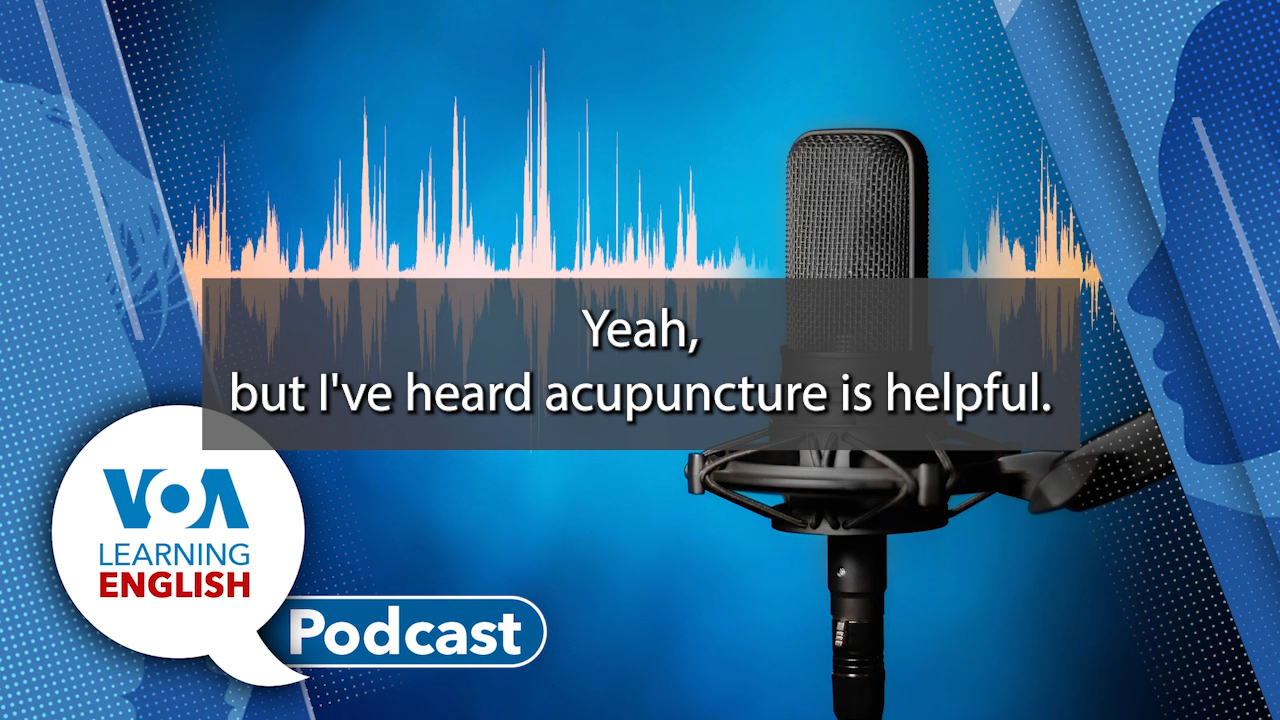 Yeah,
but I've heard acupuncture is helpful.
VOA
LEARNING
ENGLISH
Podcast